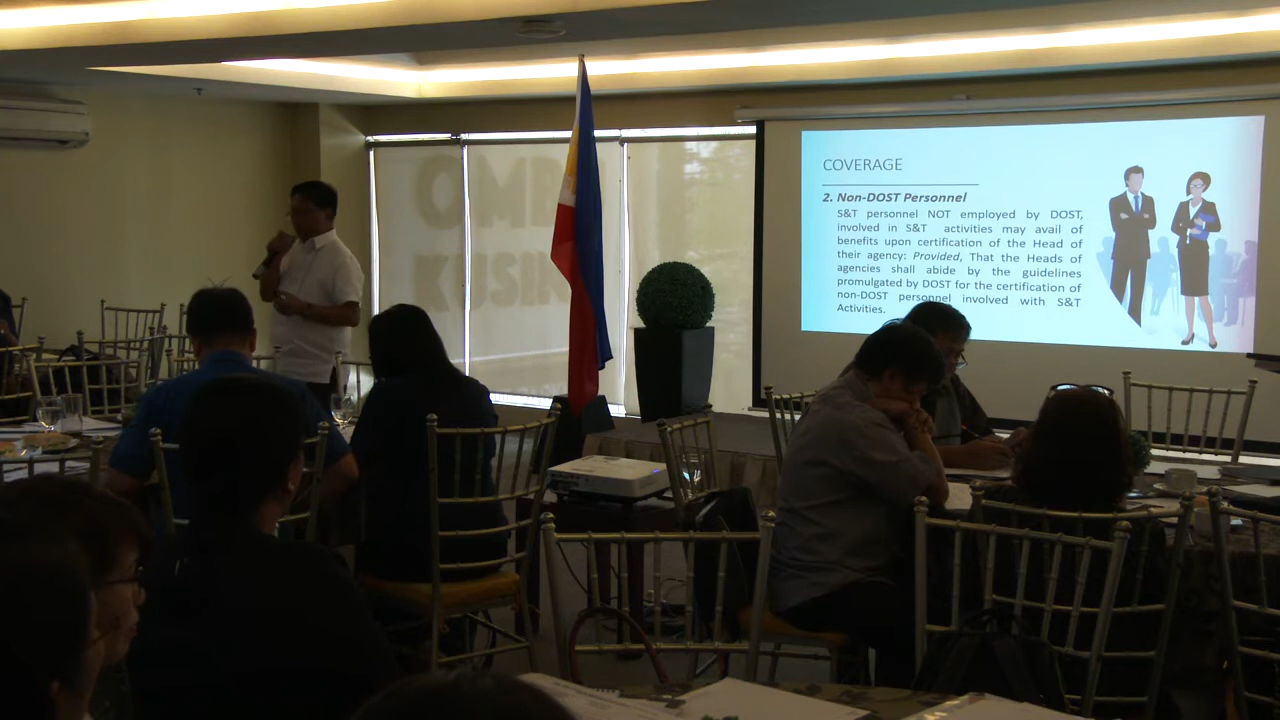 COVERAGE
2. Non-DOST Personnel
S&T personnel NOT employed by DOST,
involved in S&T activities may avail of
benefits upon certification of the Head of
their agency: Provided, That the Heads of
agencies shall abide by the guidelines
promulgated by DOST for the certification of
non-DOST personnel involved with S&T
Activities.